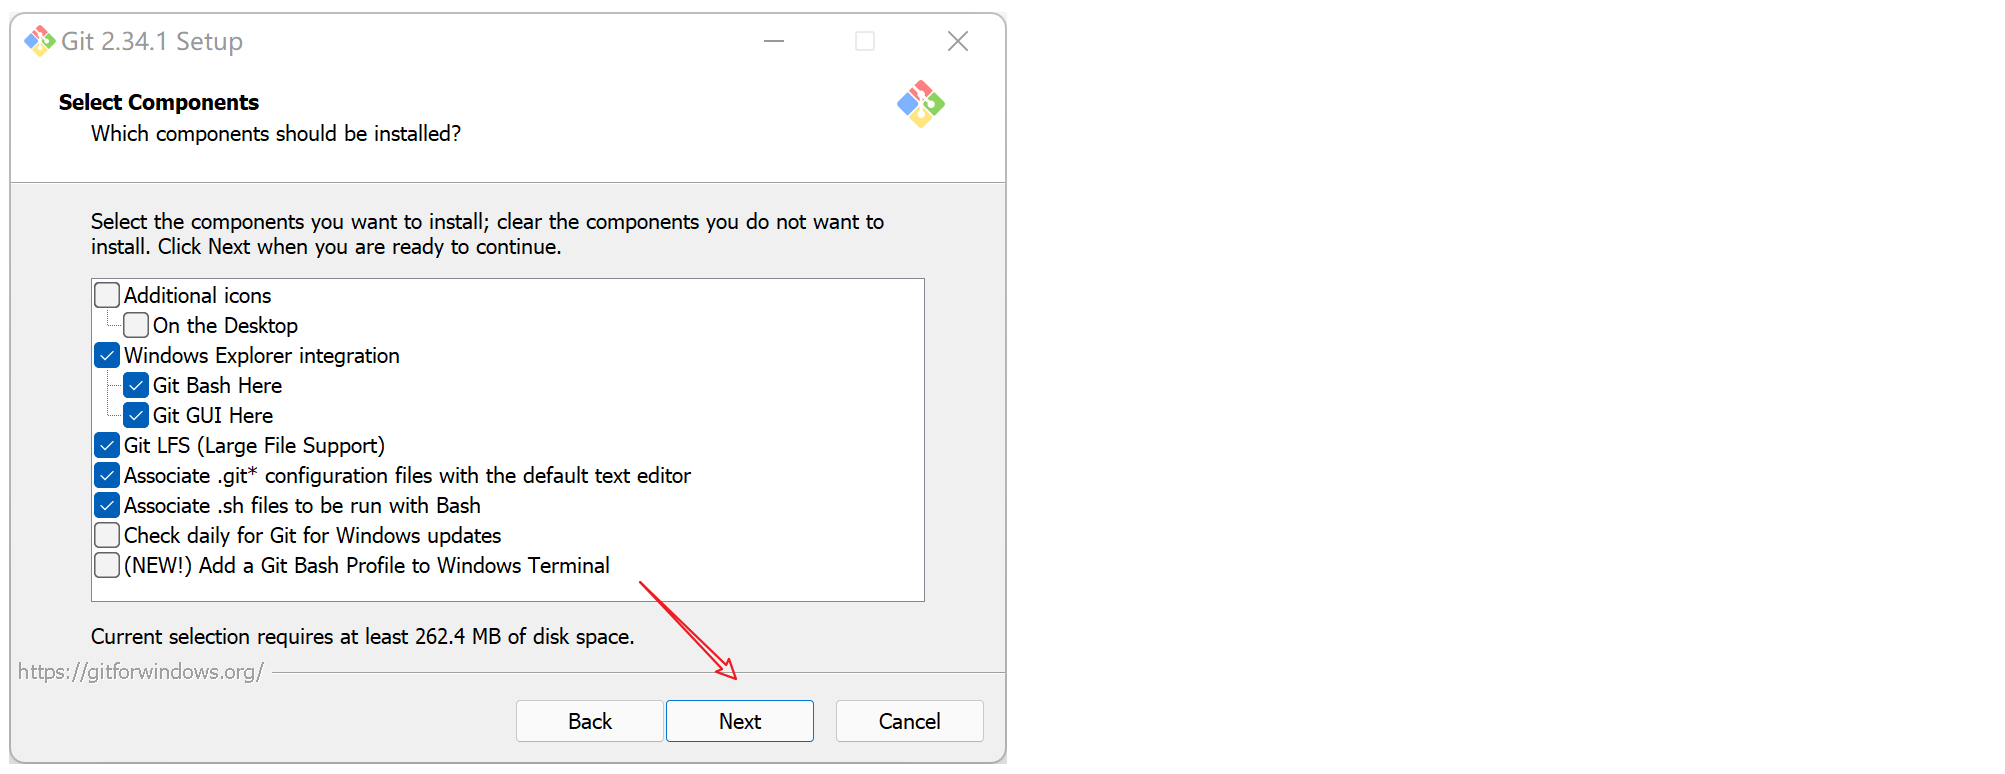 Git 2.34.1 Setup
Select Components
Which components should be installed?
Select the components you want to install; clear the components you do not want to
install. Click Next when you are ready to continue.
Additional icons
On the Desktop
Windows Explorer integration
Git Bash Here
Git GUI Here
Git LFS (Large File Support)
Associate .git* configuration files with the default text editor
Associate .sh files to be run with Bash
Check daily for Git for Windows updates
(NEW!) Add a Git Bash Profile to Windows Terminal
Current selection requires at least 262.4 MB of disk space.
https://gitforwindows.org/
Back Next Cancel